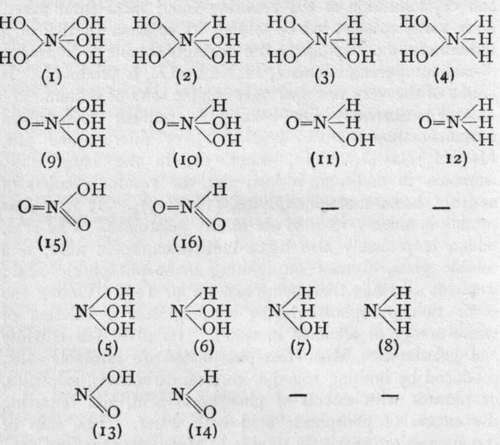 HO OH HO H HO H HO H
N OH N OH N H N H
HO OH HO OH HO OH HO H
(1) (2) (3) (4)
OH H H H
O=N OH O=N OH O=N H O=N H
OH OH OH H
(9) (10) (11) 12)
OH H
O=N O=N — —
O O
(15) (16)
OH H H H
N OH N OH N H N H
OH OH OH H
(5) (6) (7) (8)
OH H
N N — —
O O
(13) (14)